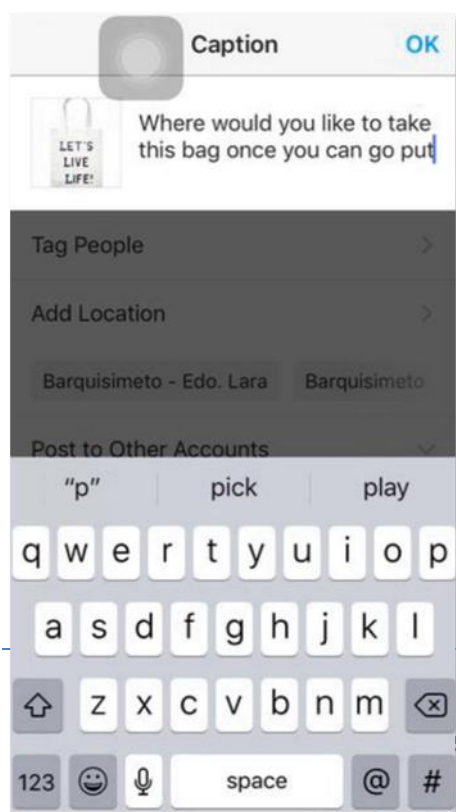 Caption
OK
LET'S
LIVE
LIFE!
Where would you like to take
this bag once you can go put
Tag People
Add Location
Barquisimeto - Edo. Lara
Barquisimeto
Post to Other Accounts
"p"
pick
play
q w e r t y u i o p
a s d f g h j k l
z x c v b n m
123
space
@
#